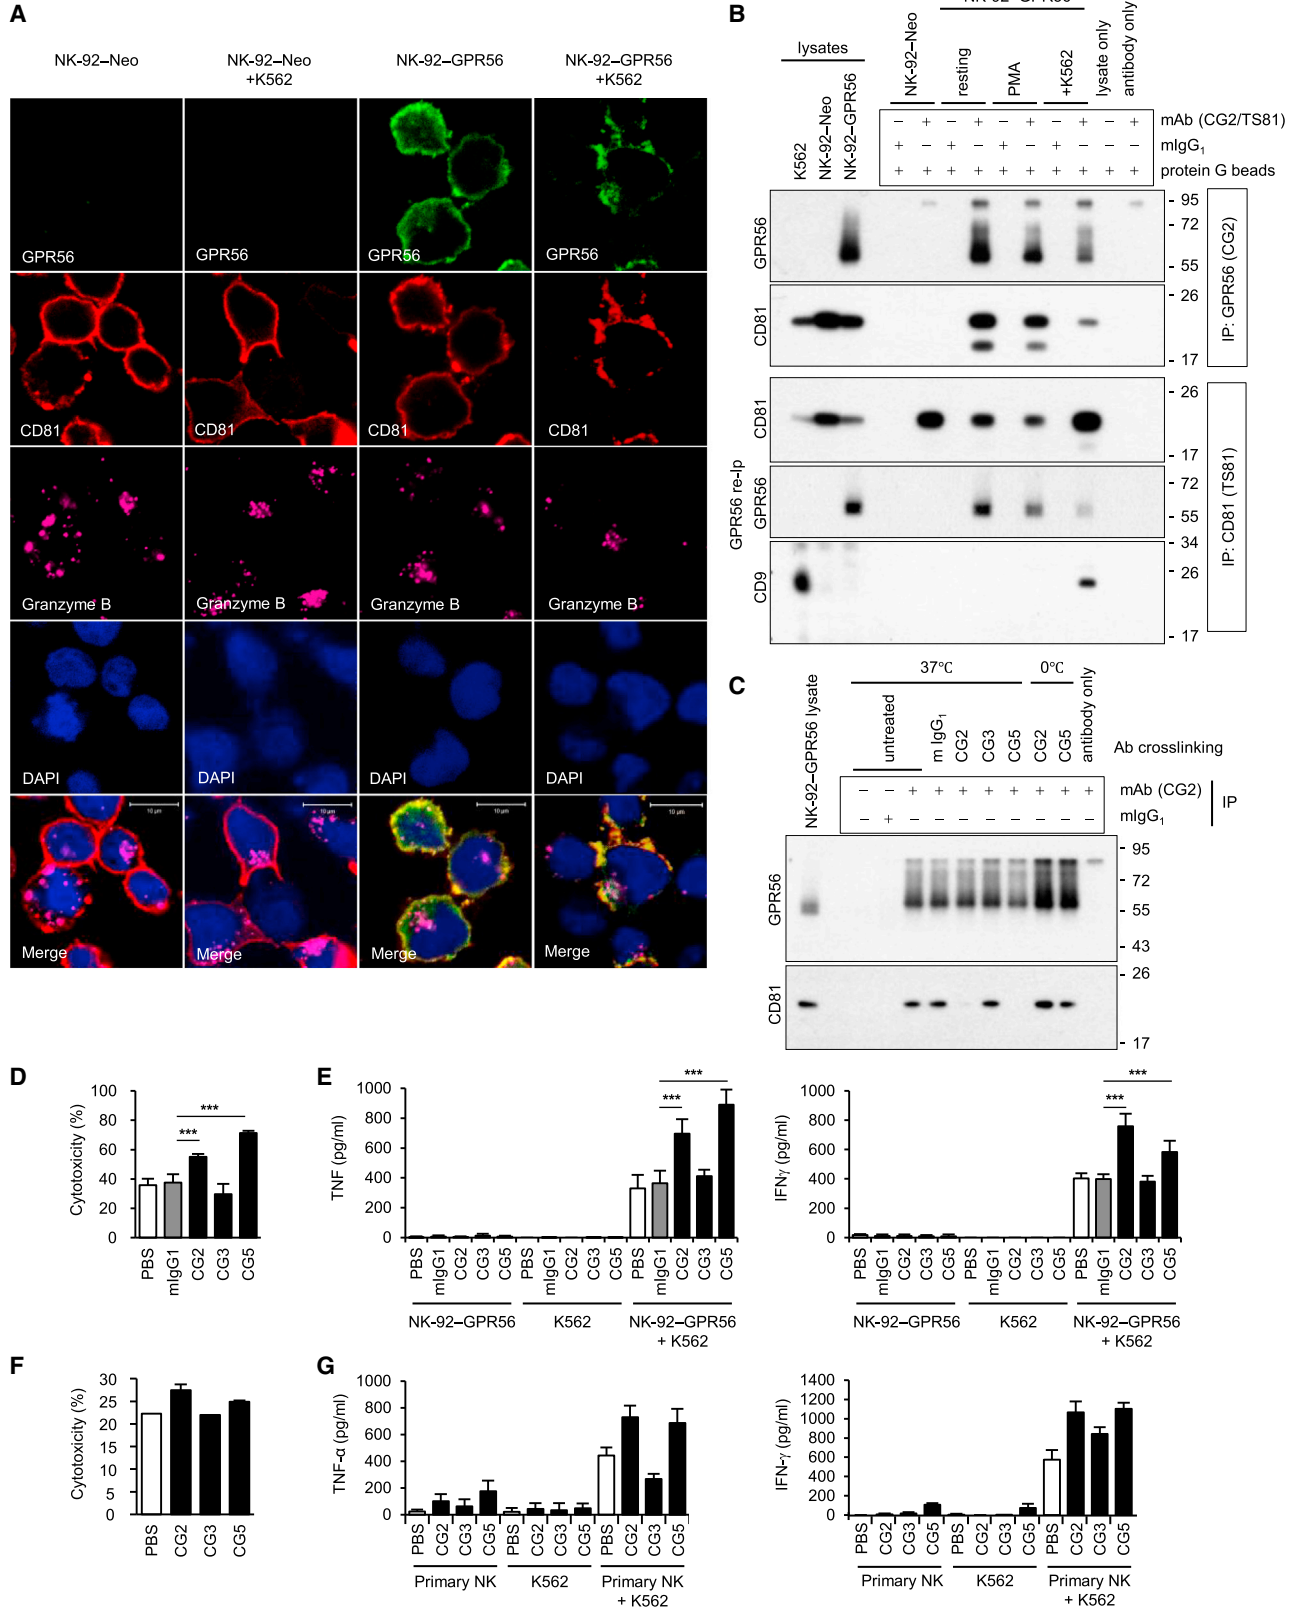 A
NK-92–Neo
NK-92–Neo
+K562
NK-92–GPR56
NK-92–GPR56
+K562
GPR56
GPR56
GPR56
GPR56
CD81
CD81
CD81
CD81
Granzyme B
Granzyme B
Granzyme B
Granzyme B
DAPI
DAPI
DAPI
DAPI
10 µm
10 µm
10 µm
10 µm
Merge
Merge
Merge
Merge
B
NK-92–GPR56
lysates
K562
NK-92–Neo
NK-92–GPR56
NK-92–Neo
resting
PMA
+K562
lysate only
antibody only
– + – + – + – + – + mAb (CG2/TS81)
+ – + – + – + – – – mIgG1
+ + + + + + + + + + protein G beads
GPR56
- 95
- 72
- 55
CD81
- 26
- 17
IP: GPR56 (CG2)
CD81
- 26
- 17
GPR56 re-Ip
GPR56
- 72
- 55
CD9
- 34
- 26
- 17
IP: CD81 (TS81)
C
37°C
0°C
NK-92–GPR56 lysate
untreated
m IgG1
CG2
CG3
CG5
CG2
CG5
antibody only
Ab crosslinking
– – + + + + + + + + mAb (CG2)
– + – – – – – – – – mIgG1
IP
GPR56
- 95
- 72
- 55
- 43
CD81
- 26
- 17
D
Cytotoxicity (%)
100
80
60
40
20
0
***
***
PBS
mIgG1
CG2
CG3
CG5
E
TNF (pg/ml)
1000
800
600
400
200
0
***
***
PBS
mIgG1
CG2
CG3
CG5
PBS
mIgG1
CG2
CG3
CG5
PBS
mIgG1
CG2
CG3
CG5
NK-92–GPR56
K562
NK-92–GPR56
+ K562
IFNγ (pg/ml)
1000
800
600
400
200
0
***
***
PBS
mIgG1
CG2
CG3
CG5
PBS
mIgG1
CG2
CG3
CG5
PBS
mIgG1
CG2
CG3
CG5
NK-92–GPR56
K562
NK-92–GPR56
+ K562
F
Cytotoxicity (%)
30
25
20
15
10
5
0
PBS
CG2
CG3
CG5
G
TNF-α (pg/ml)
1000
800
600
400
200
0
PBS
CG2
CG3
CG5
PBS
CG2
CG3
CG5
PBS
CG2
CG3
CG5
Primary NK
K562
Primary NK
+ K562
IFN-γ (pg/ml)
1400
1200
1000
800
600
400
200
0
PBS
CG2
CG3
CG5
PBS
CG2
CG3
CG5
PBS
CG2
CG3
CG5
Primary NK
K562
Primary NK
+ K562